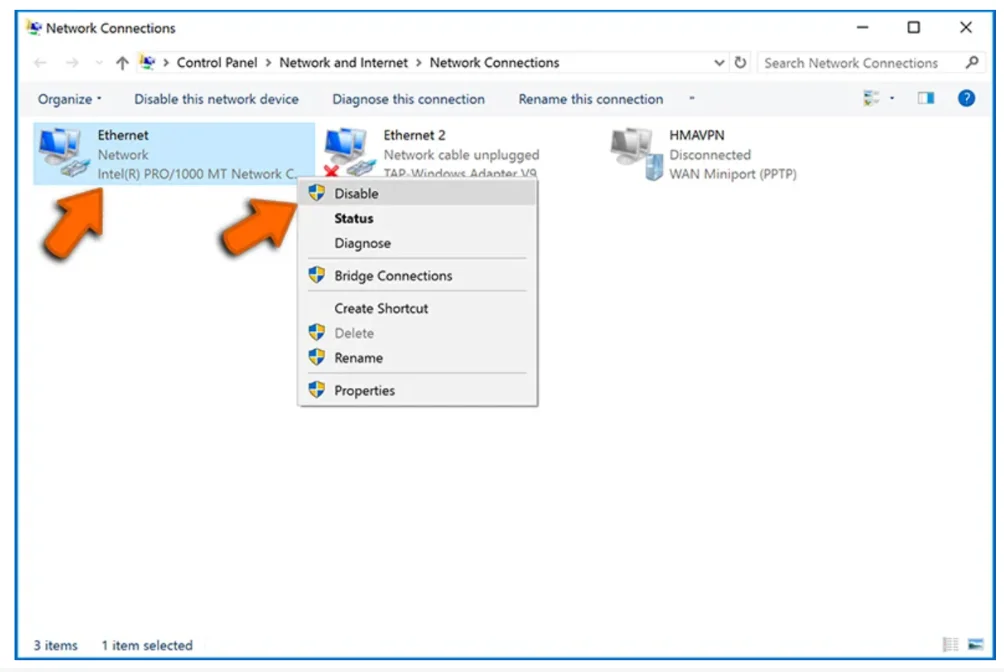 Network Connections
Control Panel > Network and Internet > Network Connections
Search Network Connections
Organize
Disable this network device
Diagnose this connection
Rename this connection
Ethernet
Network
Intel(R) PRO/1000 MT Network C...
Ethernet 2
Network cable unplugged
TAP-Windows Adapter V9
HMAVPN
Disconnected
WAN Miniport (PPTP)
Disable
Status
Diagnose
Bridge Connections
Create Shortcut
Delete
Rename
Properties
3 items
1 item selected